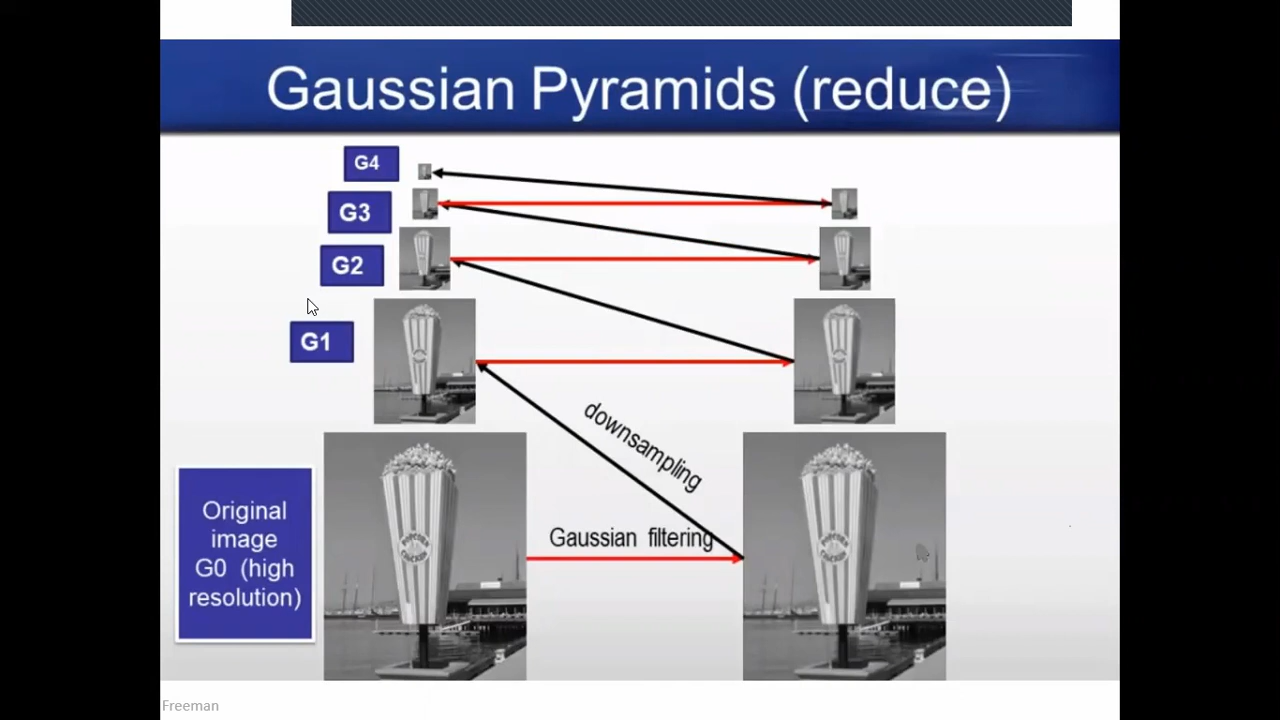 Gaussian Pyramids (reduce)
G4
G3
G2
G1
downsampling
Gaussian filtering
Original
image
G0 (high
resolution)
Freeman